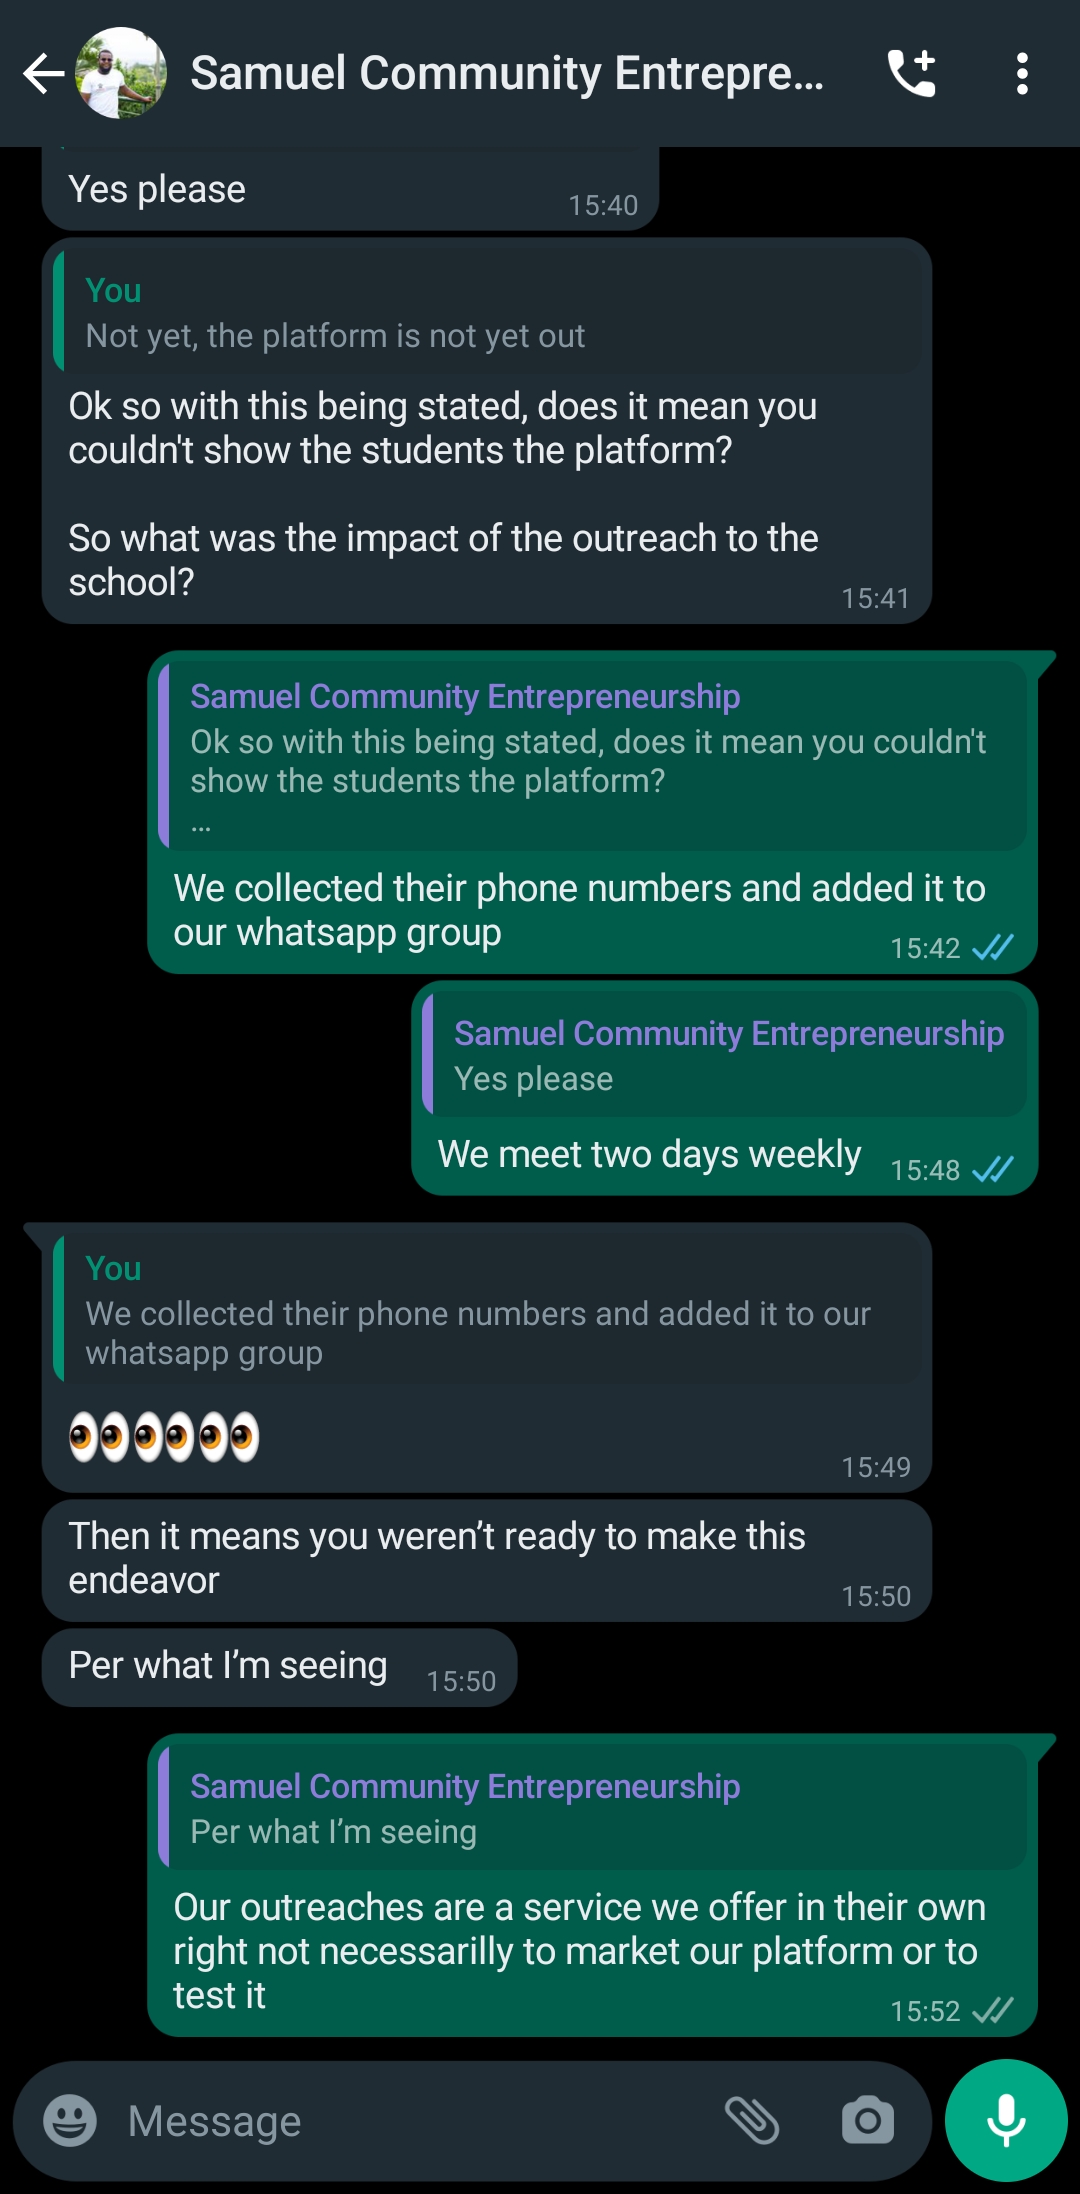 Samuel Community Entrepre...
Yes please
15:40
You
Not yet, the platform is not yet out
Ok so with this being stated, does it mean you
couldn't show the students the platform?
So what was the impact of the outreach to the
school?
15:41
Samuel Community Entrepreneurship
Ok so with this being stated, does it mean you couldn't
show the students the platform?
...
We collected their phone numbers and added it to
our whatsapp group
15:42
Samuel Community Entrepreneurship
Yes please
We meet two days weekly
15:48
You
We collected their phone numbers and added it to our
whatsapp group
👀👀👀
15:49
Then it means you weren’t ready to make this
endeavor
15:50
Per what I’m seeing
15:50
Samuel Community Entrepreneurship
Per what I’m seeing
Our outreaches are a service we offer in their own
right not necessarilly to market our platform or to
test it
15:52
Message